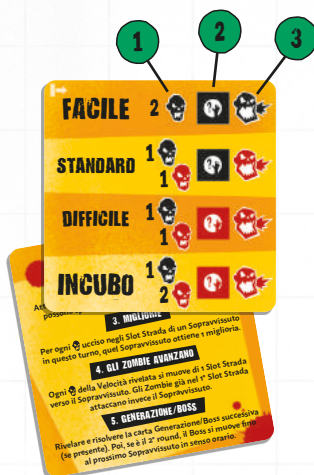 1
2
3
FACILE 2
STANDARD 1
1
DIFFICILE 1
1
INCUBO 1
2
3. MIGLIORIE
Per ogni ucciso negli Slot Strada di un Sopravvissuto
in questo turno, quel Sopravvissuto ottiene 1 miglioria.
4. GLI ZOMBIE AVANZANO
Ogni della Velocità rivelata si muove di 1 Slot Strada
verso il Sopravvissuto. Gli Zombie già nel 1° Slot Strada
attaccano invece il Sopravvissuto.
5. GENERAZIONE/BOSS
Rivelare e risolvere la carta Generazione/Boss successiva
(se presente). Poi, se è il 2° round, il Boss si muove fino
al prossimo Sopravvissuto in senso orario.